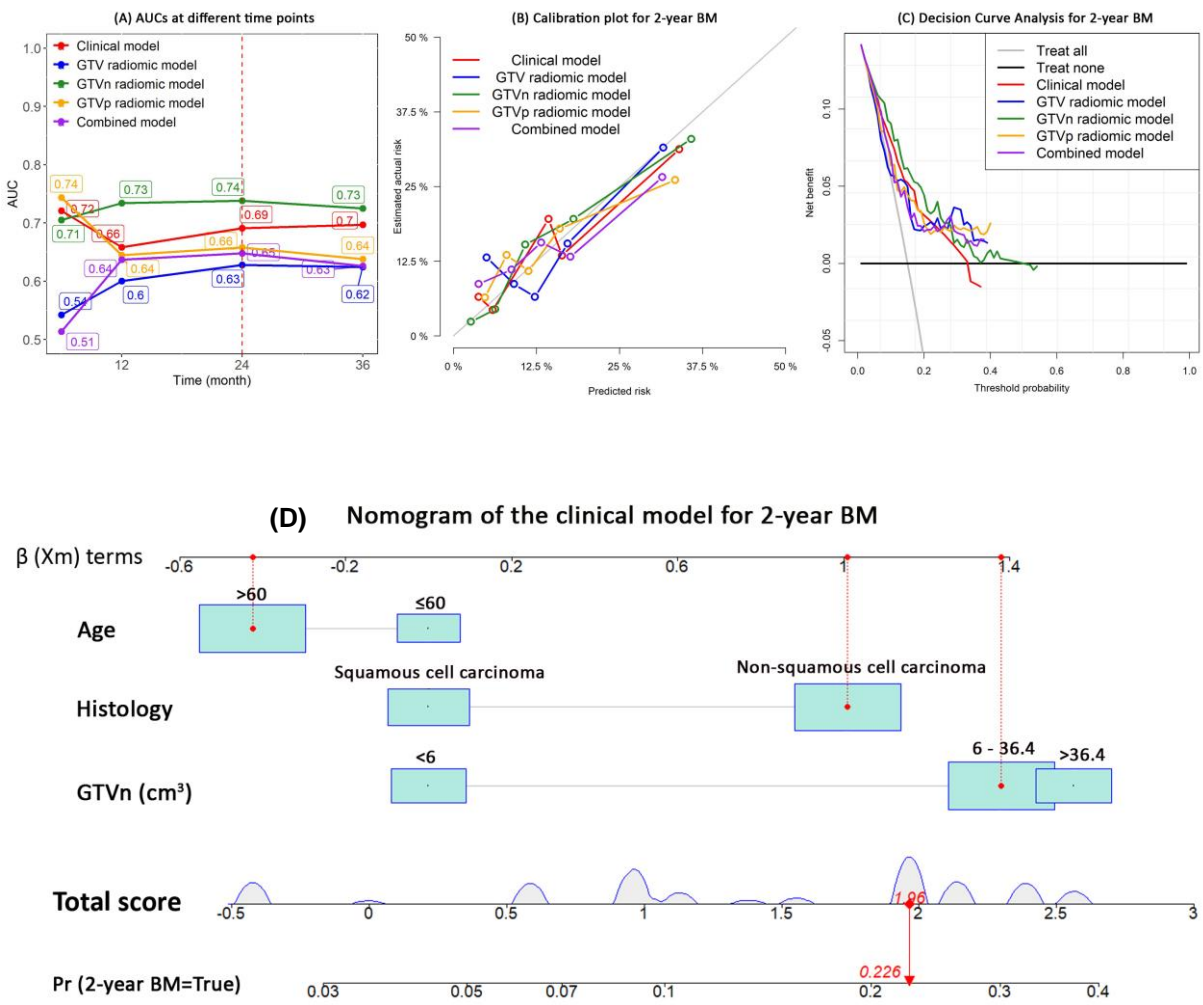 (A) AUCs at different time points
Clinical model
GTV radiomic model
GTVn radiomic model
GTVp radiomic model
Combined model
AUC
1.0
0.9
0.8
0.7
0.6
0.5
0.74
0.72
0.71
0.54
0.51
0.73
0.66
0.64
0.64
0.6
0.74
0.69
0.66
0.65
0.63
0.73
0.7
0.64
0.63
0.62
12
24
36
Time (month)
(B) Calibration plot for 2-year BM
Clinical model
GTV radiomic model
GTVn radiomic model
GTVp radiomic model
Combined model
Estimated actual risk
50 %
37.5 %
25 %
12.5 %
0 %
0 %
12.5 %
25 %
37.5 %
50 %
Predicted risk
(C) Decision Curve Analysis for 2-year BM
Treat all
Treat none
Clinical model
GTV radiomic model
GTVn radiomic model
GTVp radiomic model
Combined model
Net benefit
0.10
0.05
0.00
-0.05
0.0
0.2
0.4
0.6
0.8
1.0
Threshold probability
(D) Nomogram of the clinical model for 2-year BM
β (Xm) terms
-0.6
-0.2
0.2
0.6
1
1.4
>60
≤60
Age
Squamous cell carcinoma
Non-squamous cell carcinoma
Histology
<6
6 - 36.4
>36.4
GTVn (cm³)
Total score
1.96
-0.5
0
0.5
1
1.5
2
2.5
3
0.226
Pr (2-year BM=True)
0.03
0.05
0.07
0.1
0.2
0.3
0.4